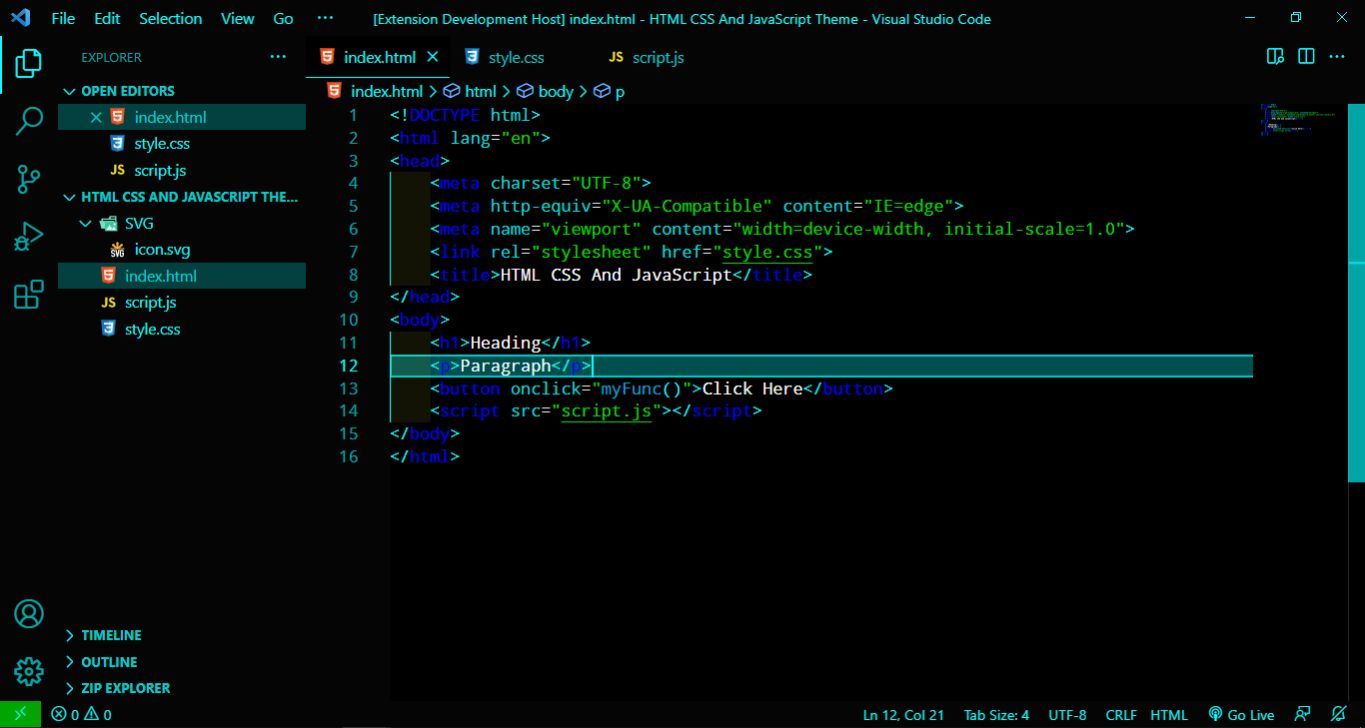 File Edit Selection View Go ··· [Extension Development Host] index.html - HTML CSS And JavaScript Theme - Visual Studio Code
EXPLORER ···
index.html style.css JS script.js
OPEN EDITORS
index.html
style.css
JS script.js
HTML CSS AND JAVASCRIPT THE...
SVG
SVG icon.svg
index.html
JS script.js
style.css
TIMELINE
OUTLINE
ZIP EXPLORER
index.html > html > body > p
1 <!DOCTYPE html>
2 <html lang="en">
3 <head>
4 <meta charset="UTF-8">
5 <meta http-equiv="X-UA-Compatible" content="IE=edge">
6 <meta name="viewport" content="width=device-width, initial-scale=1.0">
7 <link rel="stylesheet" href="style.css">
8 <title>HTML CSS And JavaScript</title>
9 </head>
10 <body>
11 <h1>Heading</h1>
12 <p>Paragraph</p>
13 <button onclick="myFunc()">Click Here</button>
14 <script src="script.js"></script>
15 </body>
16 </html>
0 0 Ln 12, Col 21 Tab Size: 4 UTF-8 CRLF HTML Go Live